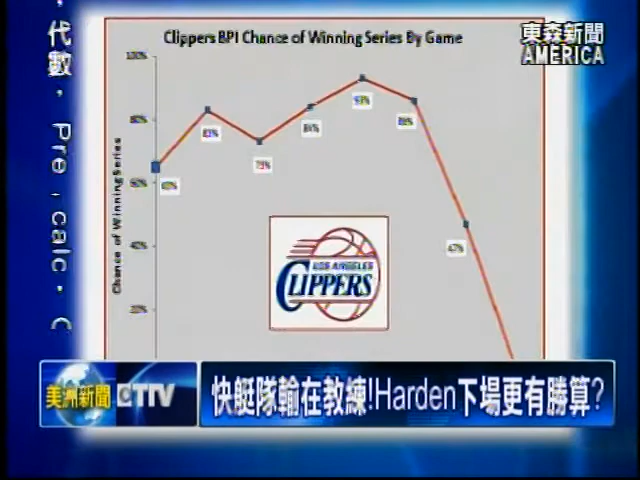 Clippers BPI Chance of Winning Series By Game
東森新聞
AMERICA
代數, Pre-calc, C
100%
80%
60%
40%
20%
Chance of Winning Series
83%
73%
84%
93%
86%
47%
LOS ANGELES
CLIPPERS
美洲新聞
CTIV
快艇隊輸在教練!Harden下場更有勝算?